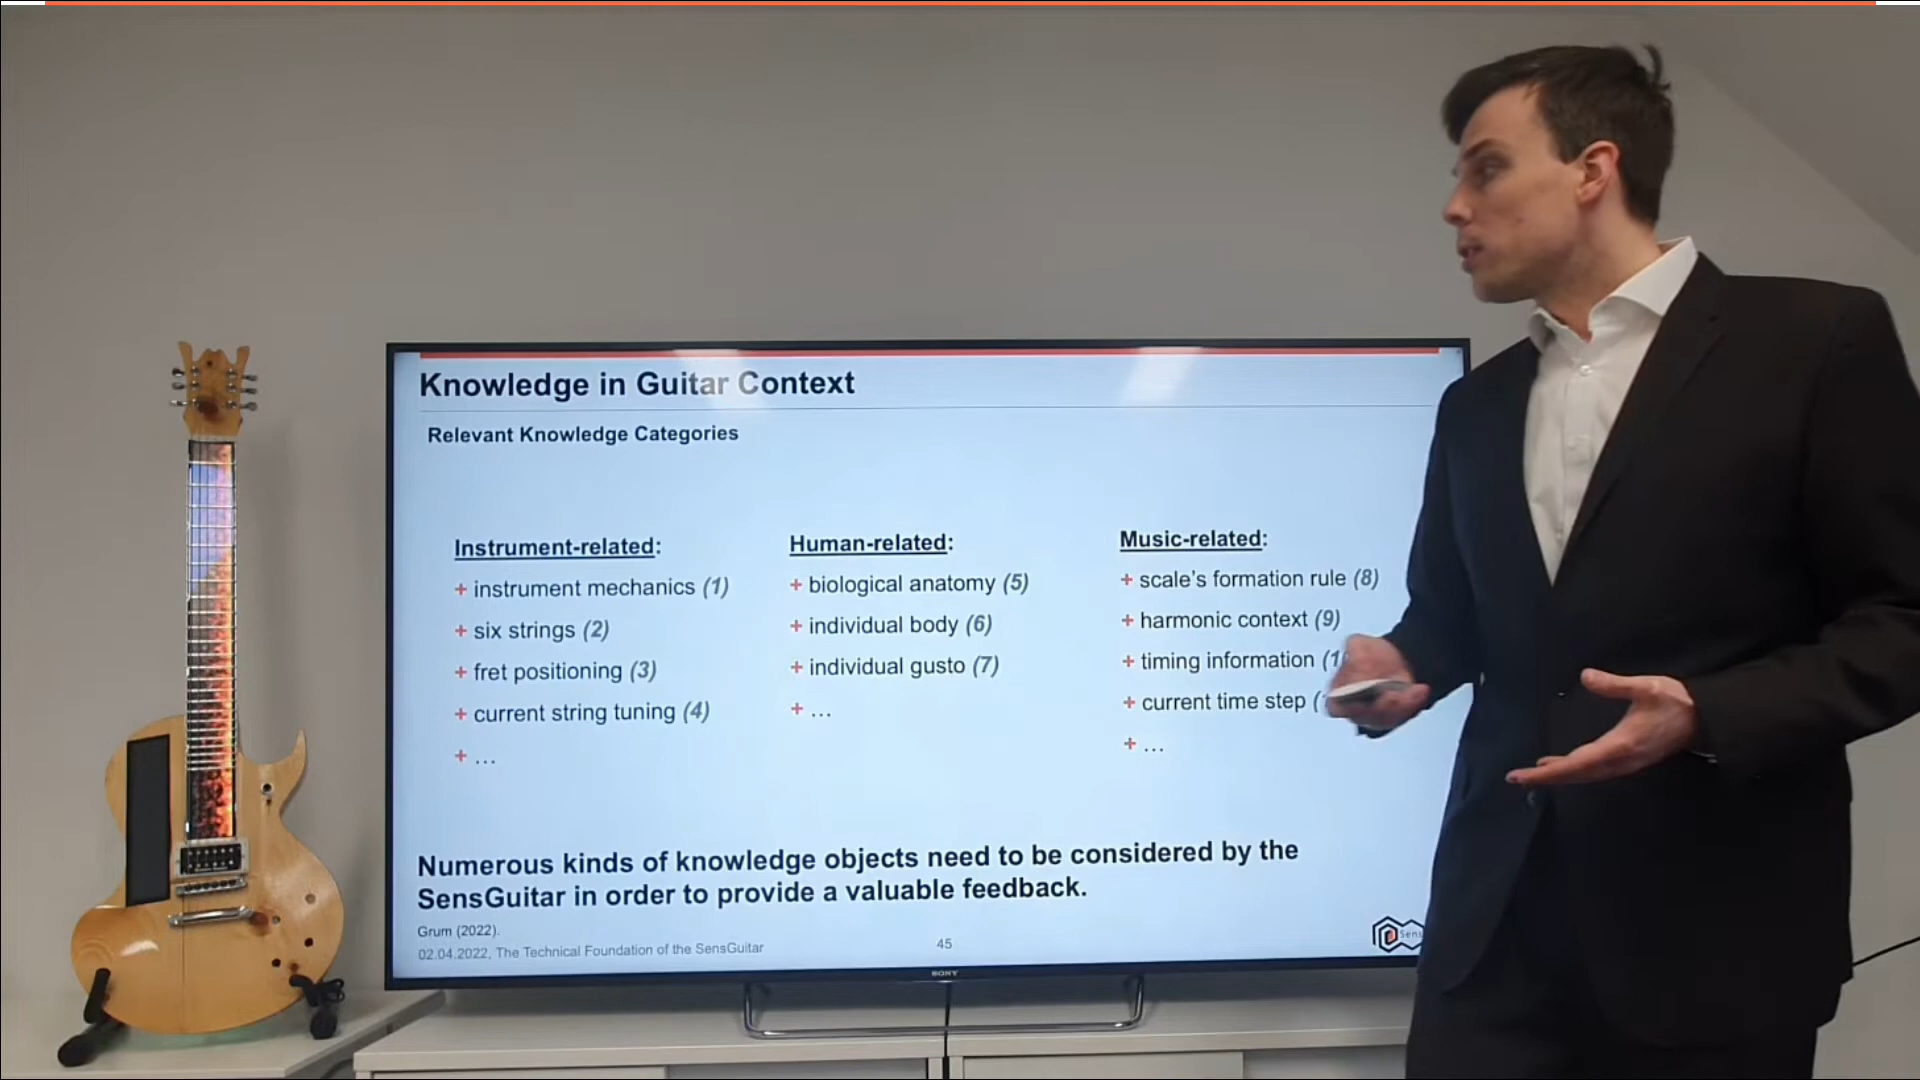 Knowledge in Guitar Context
Relevant Knowledge Categories
Instrument-related:
+ instrument mechanics (1)
+ six strings (2)
+ fret positioning (3)
+ current string tuning (4)
+ ...
Human-related:
+ biological anatomy (5)
+ individual body (6)
+ individual gusto (7)
+ ...
Music-related:
+ scale's formation rule (8)
+ harmonic context (9)
+ timing information
+ current time step
+ ...
Numerous kinds of knowledge objects need to be considered by the
SensGuitar in order to provide a valuable feedback.
Grum (2022).
02.04.2022, The Technical Foundation of the SensGuitar
45
Sens
SONY